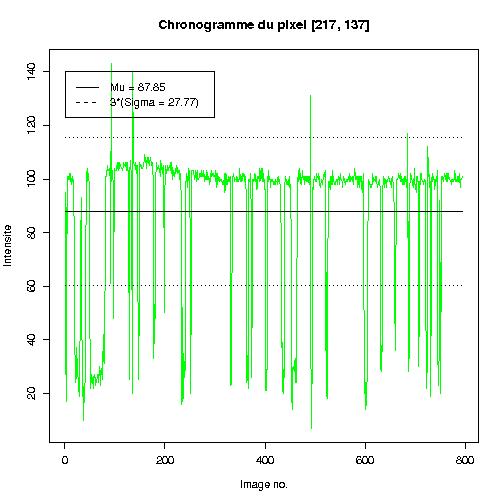 Chronogramme du pixel [217, 137]
Mu = 87.85
3*(Sigma = 27.77)
Intensite
140
120
100
80
60
40
20
0 200 400 600 800
Image no.